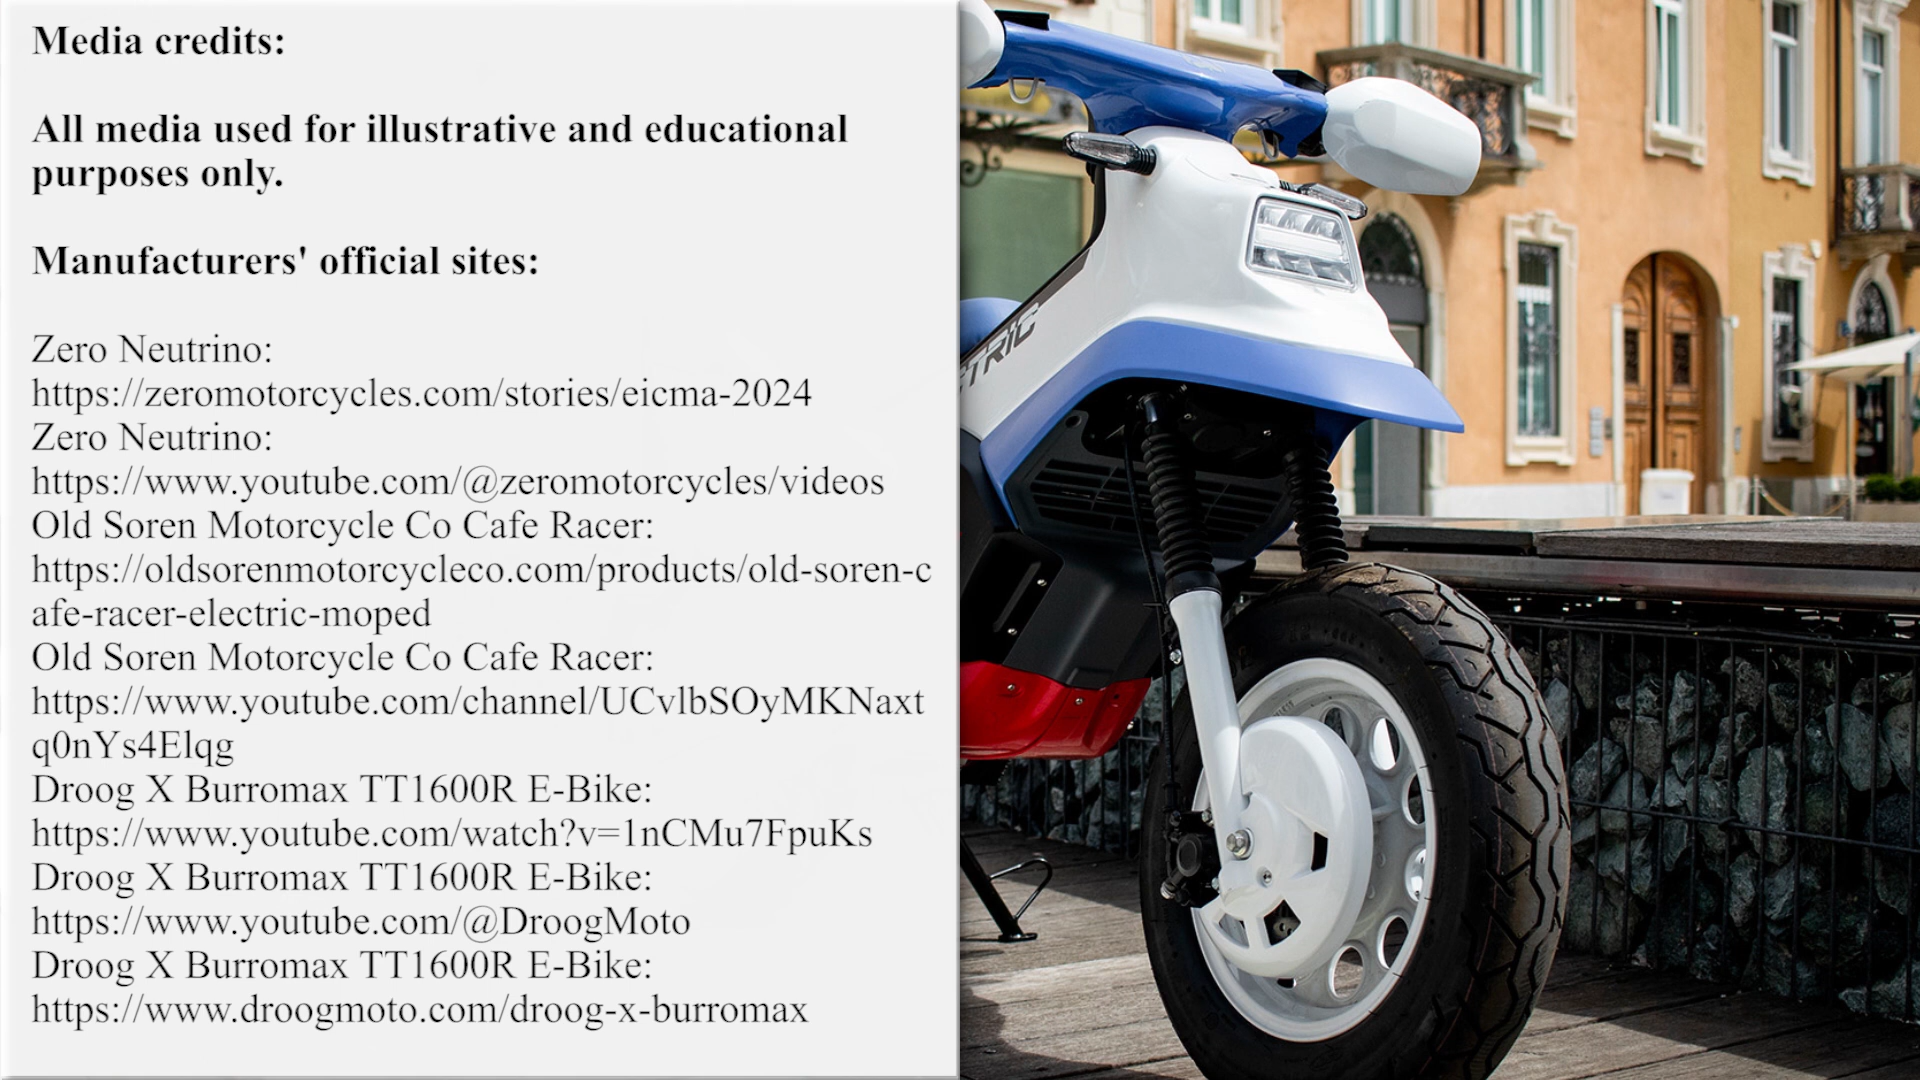 Media credits:
All media used for illustrative and educational
purposes only.
Manufacturers' official sites:
Zero Neutrino:
https://zeromotorcycles.com/stories/eicma-2024
Zero Neutrino:
https://www.youtube.com/@zeromotorcycles/videos
Old Soren Motorcycle Co Cafe Racer:
https://oldsorenmotorcycleco.com/products/old-soren-c
afe-racer-electric-moped
Old Soren Motorcycle Co Cafe Racer:
https://www.youtube.com/channel/UCvlbSOyMKNaxt
q0nYs4Elqg
Droog X Burromax TT1600R E-Bike:
https://www.youtube.com/watch?v=1nCMu7FpuKs
Droog X Burromax TT1600R E-Bike:
https://www.youtube.com/@DroogMoto
Droog X Burromax TT1600R E-Bike:
https://www.droogmoto.com/droog-x-burromax